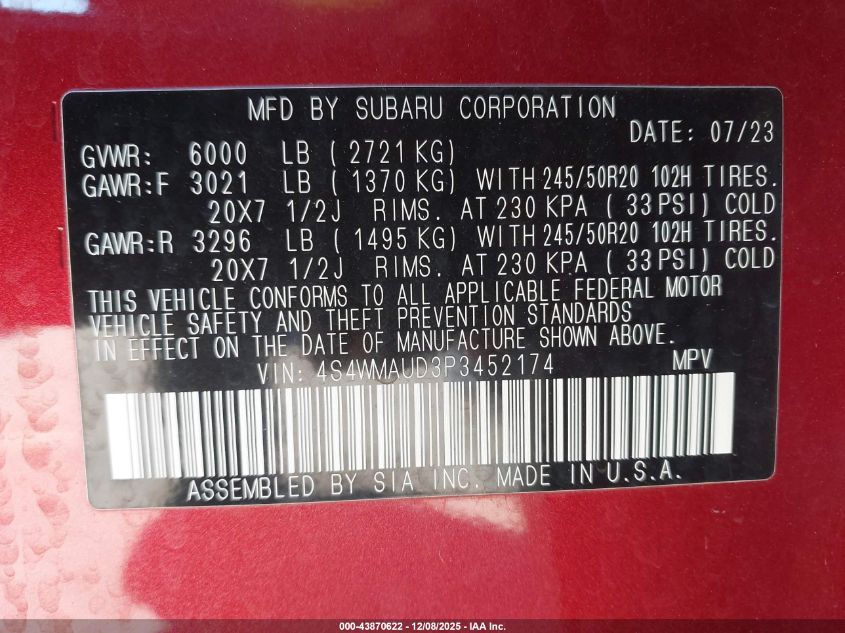 MFD BY SUBARU CORPORATION
DATE: 07/23
GVWR: 6000 LB ( 2721 KG)
GAWR:F 3021 LB ( 1370 KG) WITH 245/50R20 102H TIRES.
20X7 1/2J RIMS. AT 230 KPA ( 33 PSI) COLD
GAWR:R 3296 LB ( 1495 KG) WITH 245/50R20 102H TIRES.
20X7 1/2J RIMS. AT 230 KPA ( 33 PSI) COLD
THIS VEHICLE CONFORMS TO ALL APPLICABLE FEDERAL MOTOR
VEHICLE SAFETY AND THEFT PREVENTION STANDARDS
IN EFFECT ON THE DATE OF MANUFACTURE SHOWN ABOVE.
VIN: 4S4WMAUD3P3452174 MPV
ASSEMBLED BY SIA INC. MADE IN U.S.A.
000-43870622 - 12/08/2025 - IAA Inc.